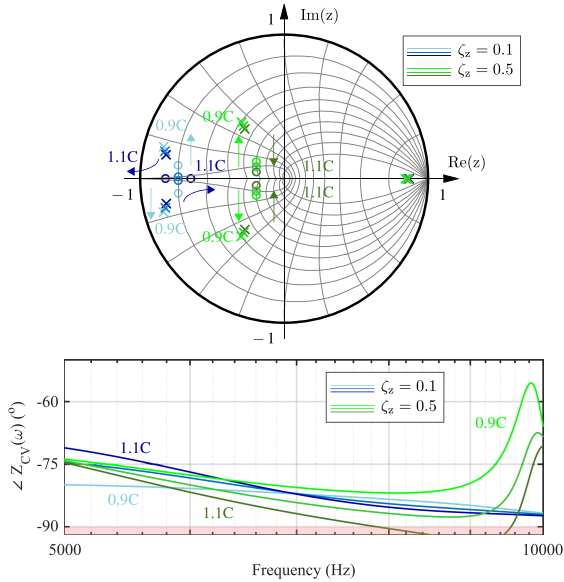 1 Im(z)
ζz = 0.1
ζz = 0.5
0.9C
0.9C
1.1C
1.1C
1.1C
Re(z)
−1
1
1.1C
0.9C
0.9C
−1
∠ Z_CV(ω) (°)
-60
-75
-90
ζz = 0.1
ζz = 0.5
0.9C
1.1C
0.9C
1.1C
5000
10000
Frequency (Hz)